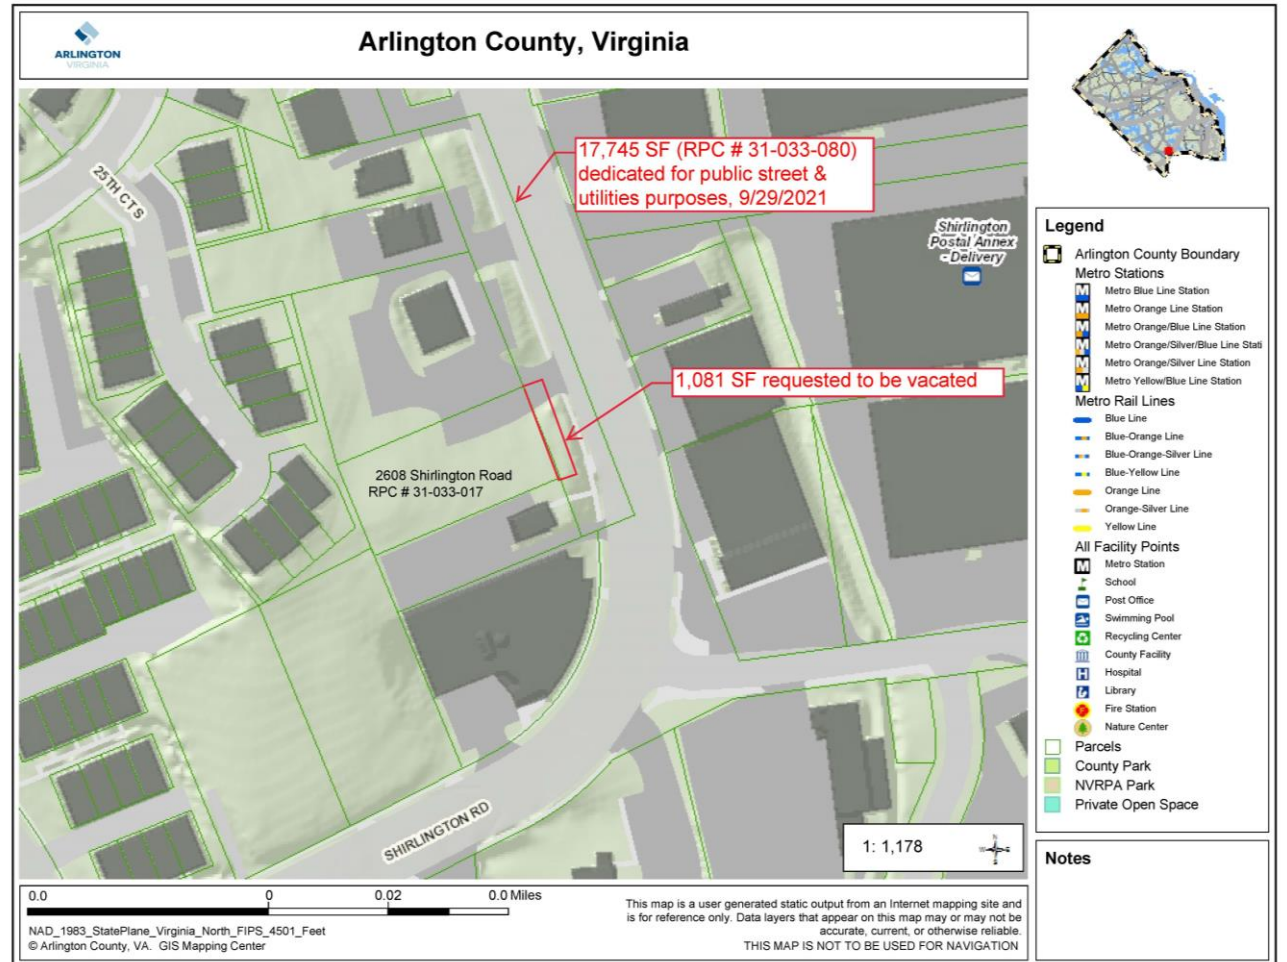 ARLINGTON
VIRGINIA
Arlington County, Virginia
25TH CT S
17,745 SF (RPC # 31-033-080)
dedicated for public street &
utilities purposes, 9/29/2021
Shirlington
Postal Annex
- Delivery
1,081 SF requested to be vacated
2608 Shirlington Road
RPC # 31-033-017
SHIRLINGTON RD
1: 1,178
Legend
Arlington County Boundary
Metro Stations
Metro Blue Line Station
Metro Orange Line Station
Metro Orange/Blue Line Station
Metro Orange/Silver/Blue Line Stati
Metro Orange/Silver Line Station
Metro Yellow/Blue Line Station
Metro Rail Lines
Blue Line
Blue-Orange Line
Blue-Orange-Silver Line
Blue-Yellow Line
Orange Line
Orange-Silver Line
Yellow Line
All Facility Points
Metro Station
School
Post Office
Swimming Pool
Recycling Center
County Facility
Hospital
Library
Fire Station
Nature Center
Parcels
County Park
NVRPA Park
Private Open Space
Notes
0.0 0 0.02 0.0 Miles
NAD_1983_StatePlane_Virginia_North_FIPS_4501_Feet
© Arlington County, VA. GIS Mapping Center
This map is a user generated static output from an Internet mapping site and
is for reference only. Data layers that appear on this map may or may not be
accurate, current, or otherwise reliable.
THIS MAP IS NOT TO BE USED FOR NAVIGATION